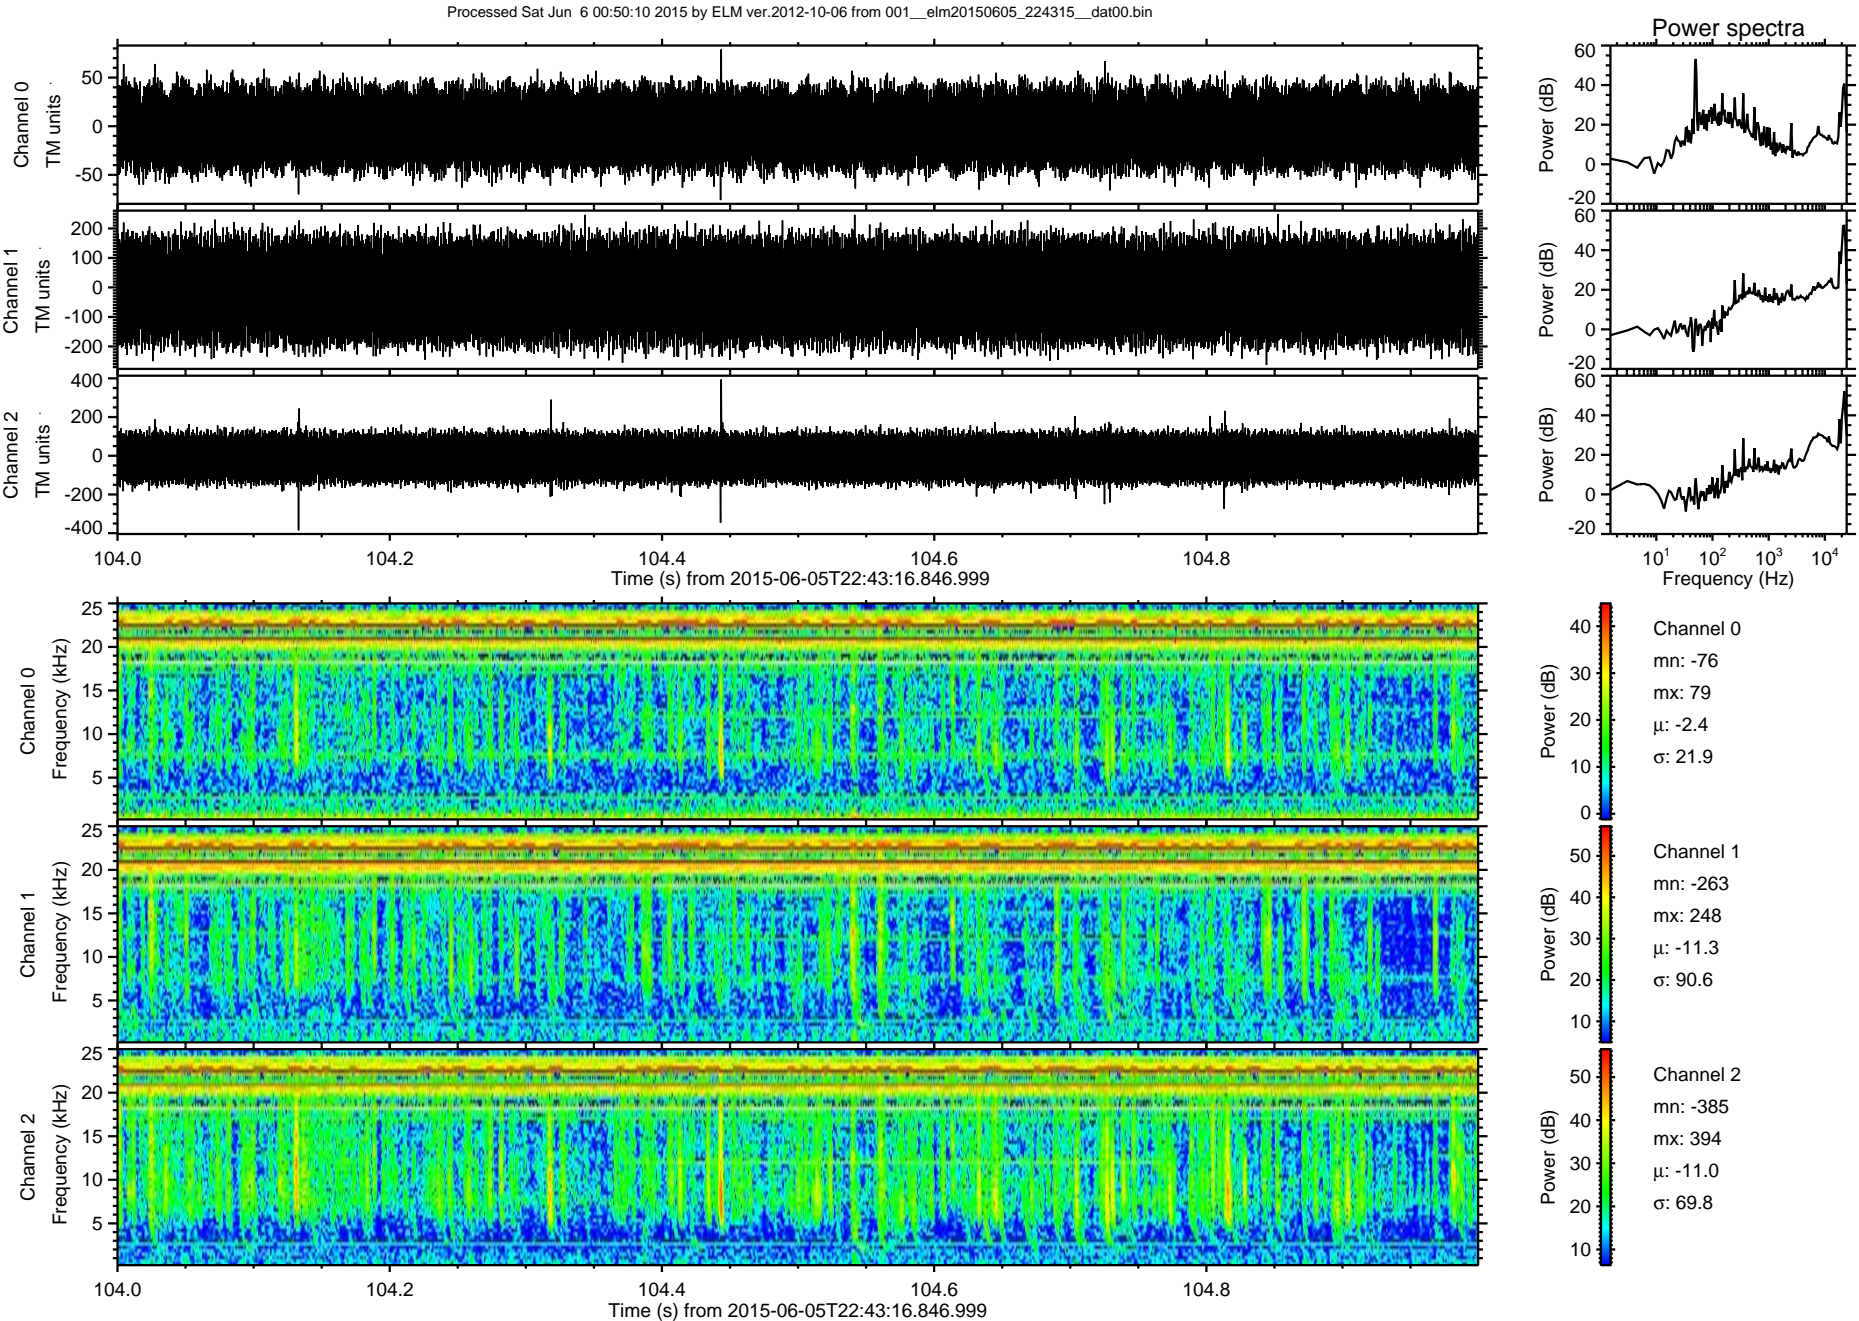 Processed Sat Jun  6 00:50:10 2015 by ELM ver.2012-10-06 from 001__elm20150605_224315__dat00.bin
Power spectra
Channel 0
TM units
50
0
-50
Power (dB)
60
40
20
0
-20
Channel 1
TM units
200
100
0
-100
-200
Power (dB)
60
40
20
0
-20
Channel 2
TM units
400
200
0
-200
-400
Power (dB)
60
40
20
0
-20
104.0 104.2 104.4 104.6 104.8
Time (s) from 2015-06-05T22:43:16.846.999
10^1 10^2 10^3 10^4
Frequency (Hz)
Channel 0
Frequency (kHz)
25
20
15
10
5
Power (dB)
40
30
20
10
0
Channel 0
mn: -76
mx: 79
μ: -2.4
σ: 21.9
Channel 1
Frequency (kHz)
25
20
15
10
5
Power (dB)
50
40
30
20
10
Channel 1
mn: -263
mx: 248
μ: -11.3
σ: 90.6
Channel 2
Frequency (kHz)
25
20
15
10
5
Power (dB)
50
40
30
20
10
Channel 2
mn: -385
mx: 394
μ: -11.0
σ: 69.8
104.0 104.2 104.4 104.6 104.8
Time (s) from 2015-06-05T22:43:16.846.999